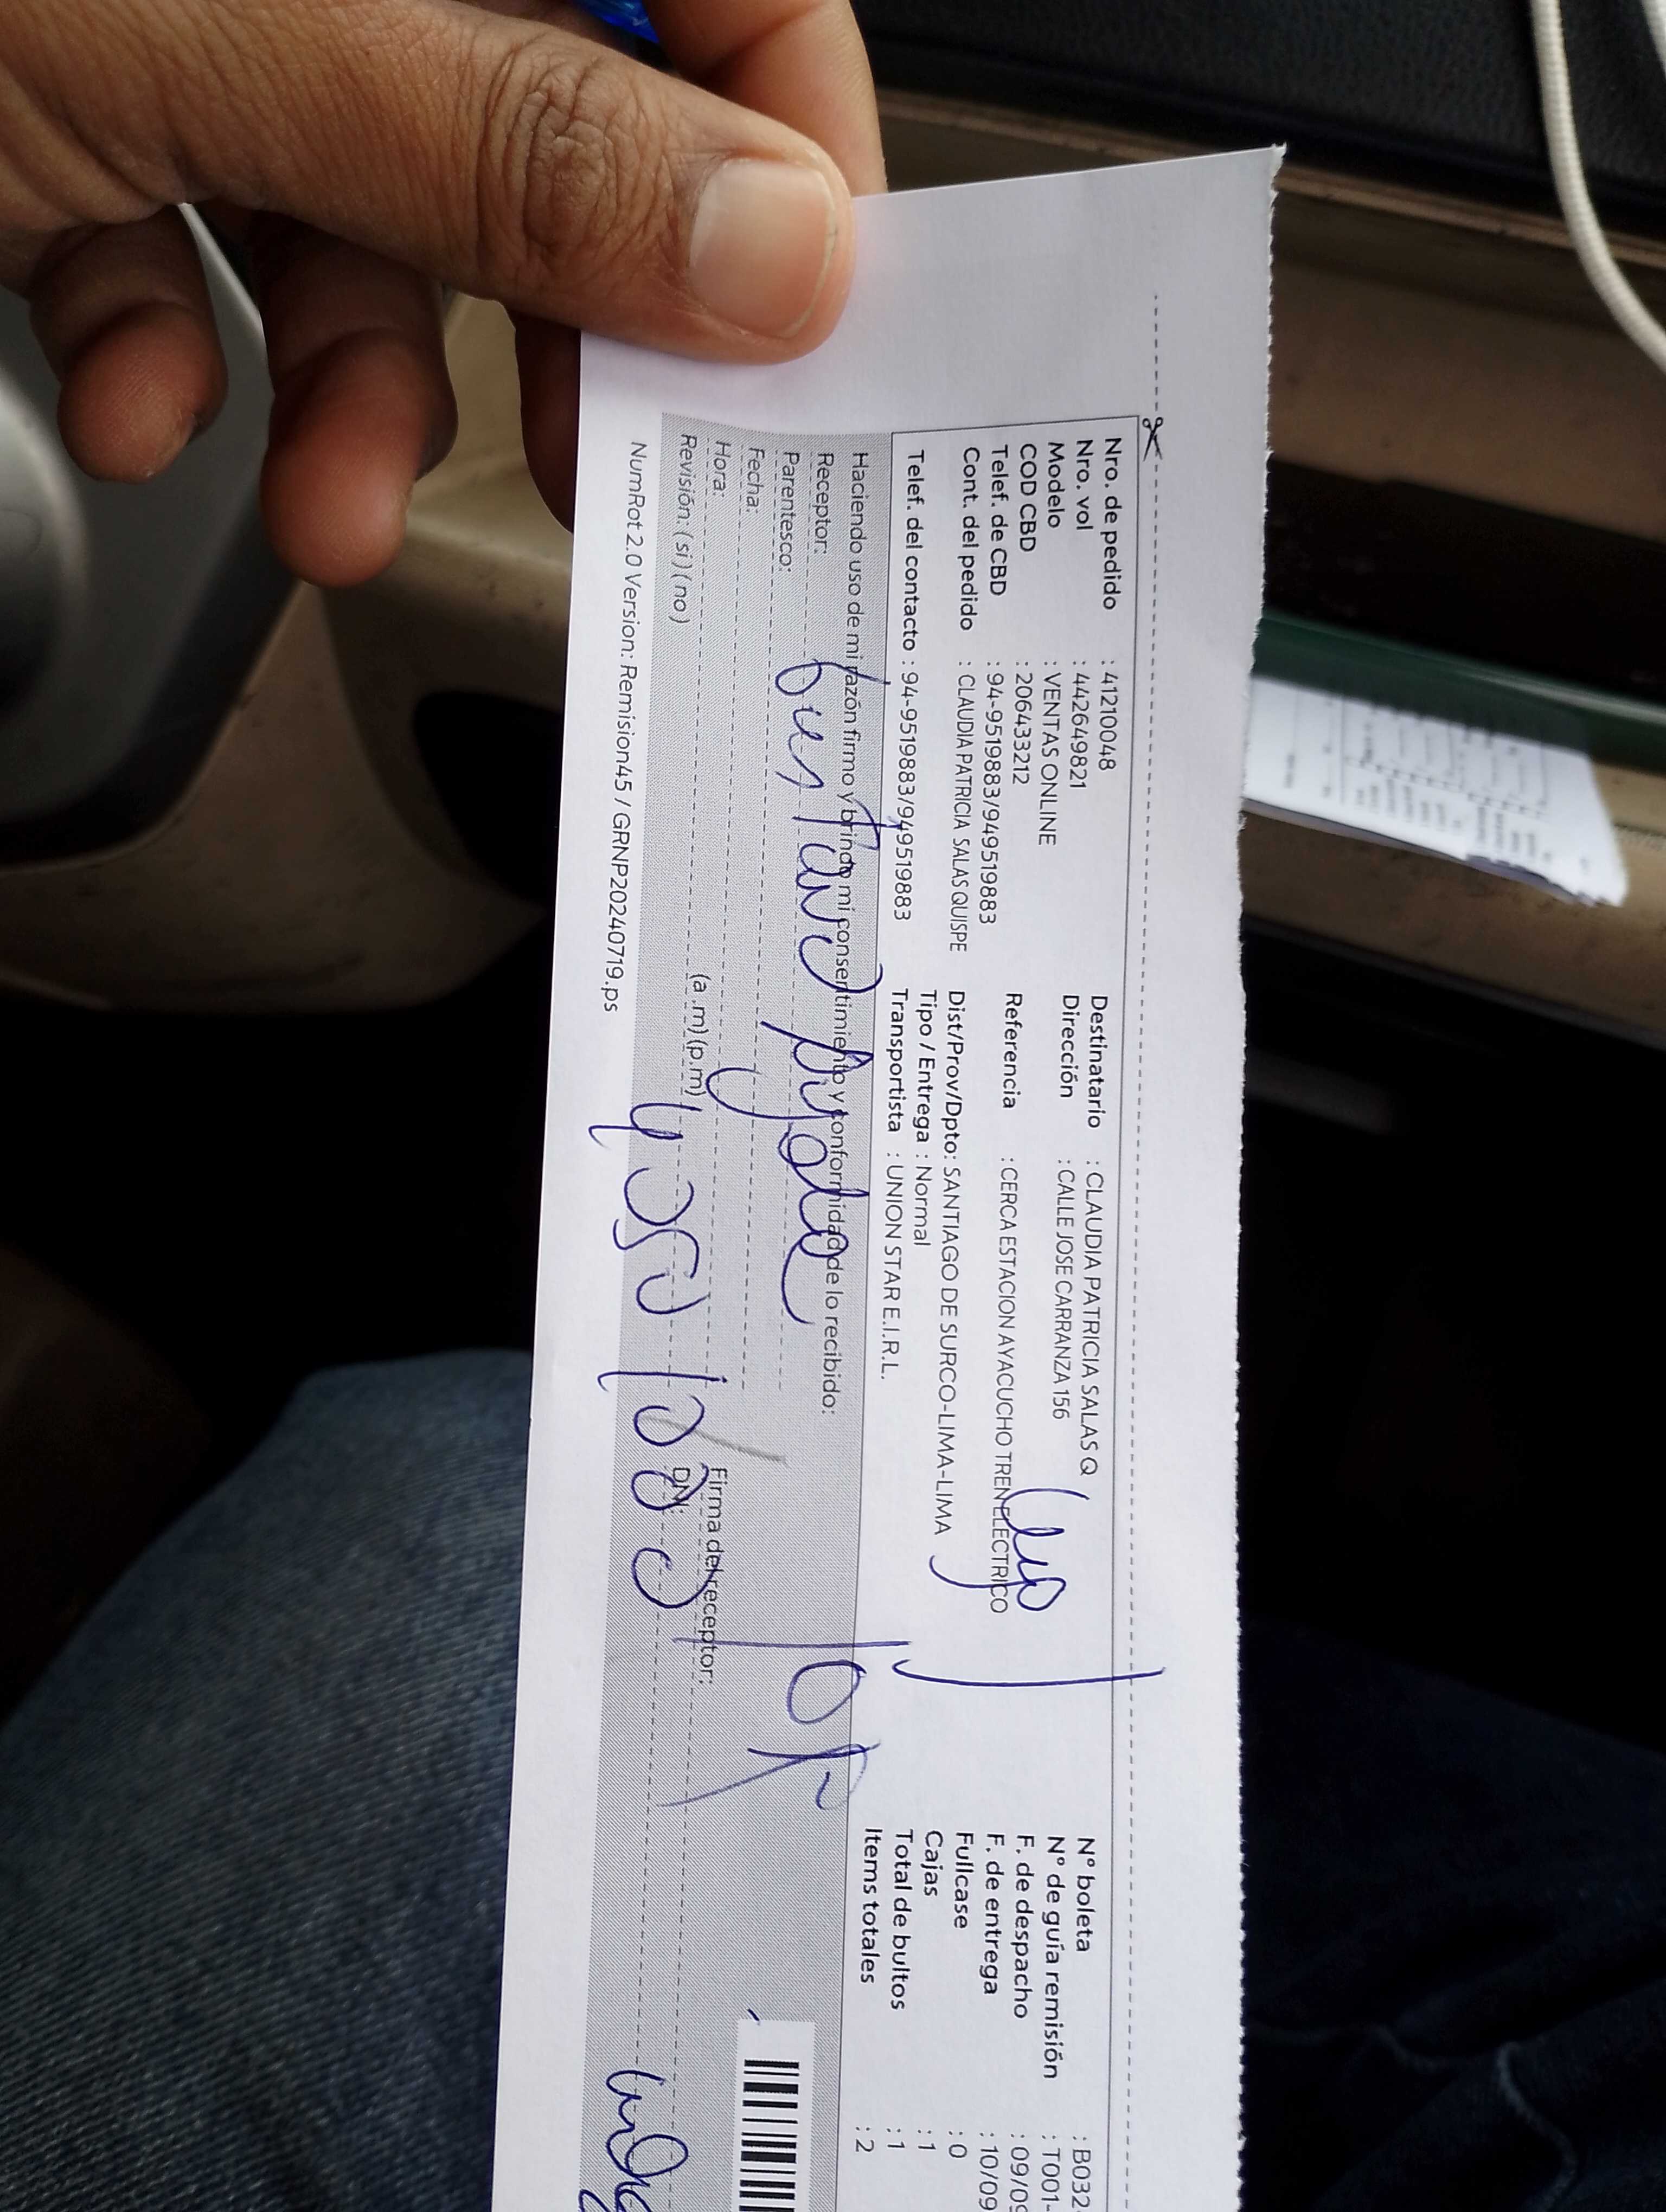 Nro. de pedido : 41210048
Nro. vol : 442649821
Modelo : VENTAS ONLINE
COD CBD : 206433212
Telef. de CBD : 94-9519883/949519883
Cont. del pedido : CLAUDIA PATRICIA SALAS QUISPE
Telef. del contacto : 94-9519883/949519883
Destinatario : CLAUDIA PATRICIA SALAS Q
Dirección : CALLE JOSE CARRANZA 156
Referencia : CERCA ESTACION AYACUCHO TREN ELECTRICO
Dist/Prov/Dpto: SANTIAGO DE SURCO-LIMA-LIMA
Tipo / Entrega : Normal
Transportista : UNION STAR E.I.R.L.
N° boleta : B032
N° de guía remisión : T001-
F. de despacho : 09/09
F. de entrega : 10/09
Fullcase : 0
Cajas : 1
Total de bultos : 1
Items totales : 2
Haciendo uso de mi razón firmo y brindo mi consentimiento y conformidad de lo recibido:
Receptor:
Parentesco:
Fecha:
Hora: (a .m) (p.m)
Revisión: (si) (no)
Firma del receptor:
DNI:
NumRot 2.0 Version: Remision45 / GRNP20240719.ps